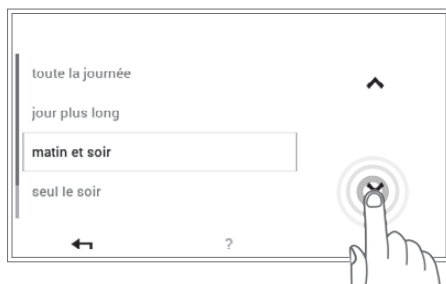 toute la journée
jour plus long
matin et soir
seul le soir
?